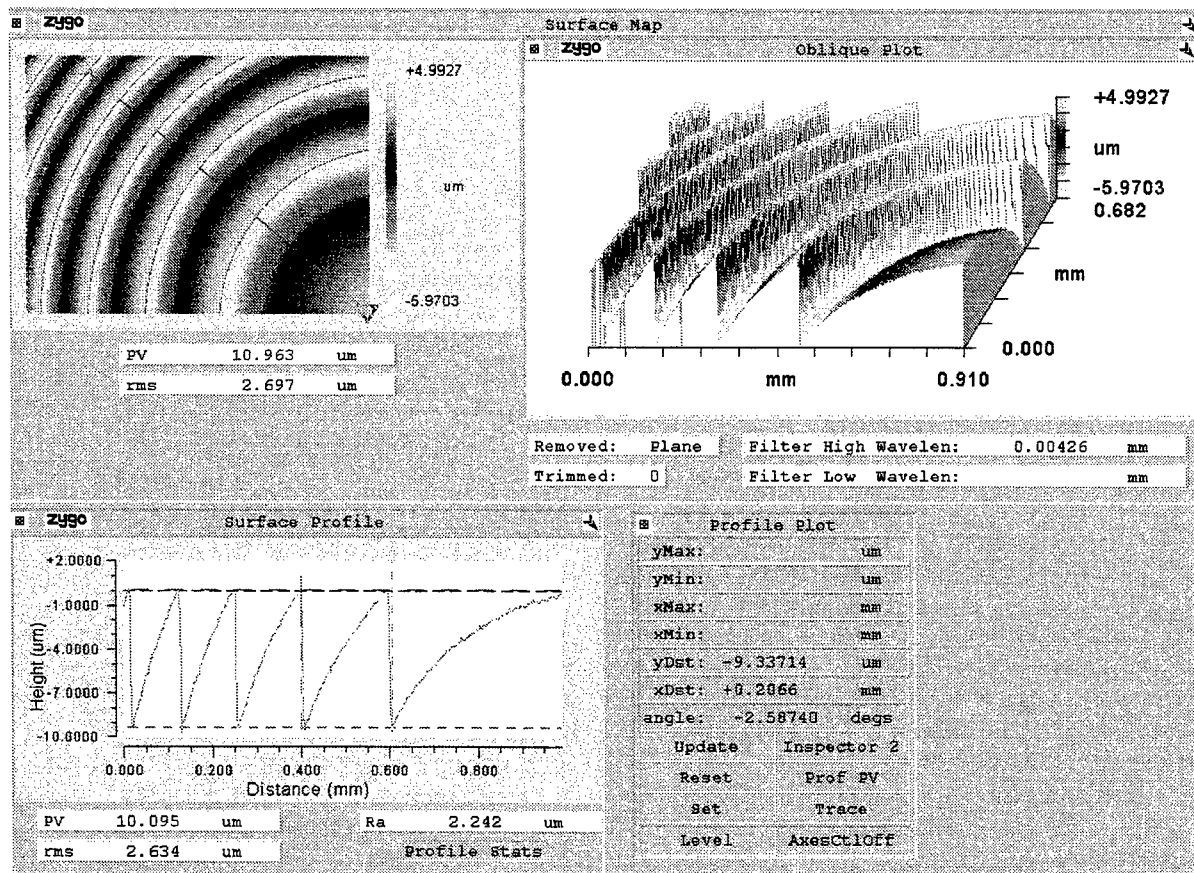 zygo
Surface Map
+4.9927
um
-5.9703
PV 10.963 um
rms 2.697 um
zygo
Oblique Plot
+4.9927
um
-5.9703
0.682
mm
0.000
0.000 mm 0.910
Removed: Plane
Trimmed: 0
Filter High Wavelen: 0.00426 mm
Filter Low Wavelen: mm
zygo
Surface Profile
Height (um)
+2.0000
-1.0000
-4.0000
-7.0000
-10.0000
0.000 0.200 0.400 0.600 0.800
Distance (mm)
PV 10.095 um
rms 2.634 um
Ra 2.242 um
Profile Stats
Profile Plot
yMax: um
yMin: um
xMax: mm
xMin: mm
yDst: -9.33714 um
xDst: +0.2066 mm
angle: -2.58740 degs
Update Inspector 2
Reset Prof PV
Set Trace
Level AxesCtlOff